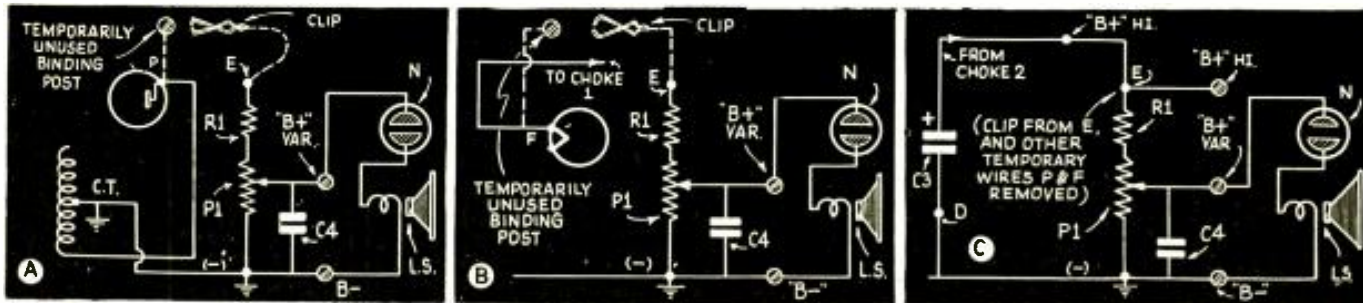 TEMPORARILY
UNUSED
BINDING
POST
P
CLIP
E
R1
"B+"
VAR.
N
C.T.
P1
C4
L.S.
(-)
B-
A
CLIP
TO CHOKE
1
E
F
R1
"B+"
VAR.
N
TEMPORARILY
UNUSED
BINDING
POST
P1
C4
L.S.
(-)
"B-"
B
"B+" HI.
FROM
CHOKE 2
E
"B+" HI.
N
+
R1
(CLIP FROM E,
AND OTHER
TEMPORARY
WIRES P & F
REMOVED)
"B+"
VAR
C3
D
P1
C4
L.S
(-)
"B-"
C